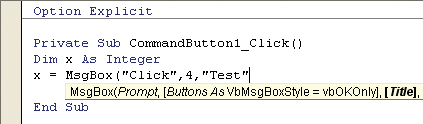 Option Explicit
Private Sub CommandButton1_Click()
Dim x As Integer
x = MsgBox("Click",4,"Test"
MsgBox(Prompt, [Buttons As VbMsgBoxStyle = vbOKOnly], [Title],
End Sub